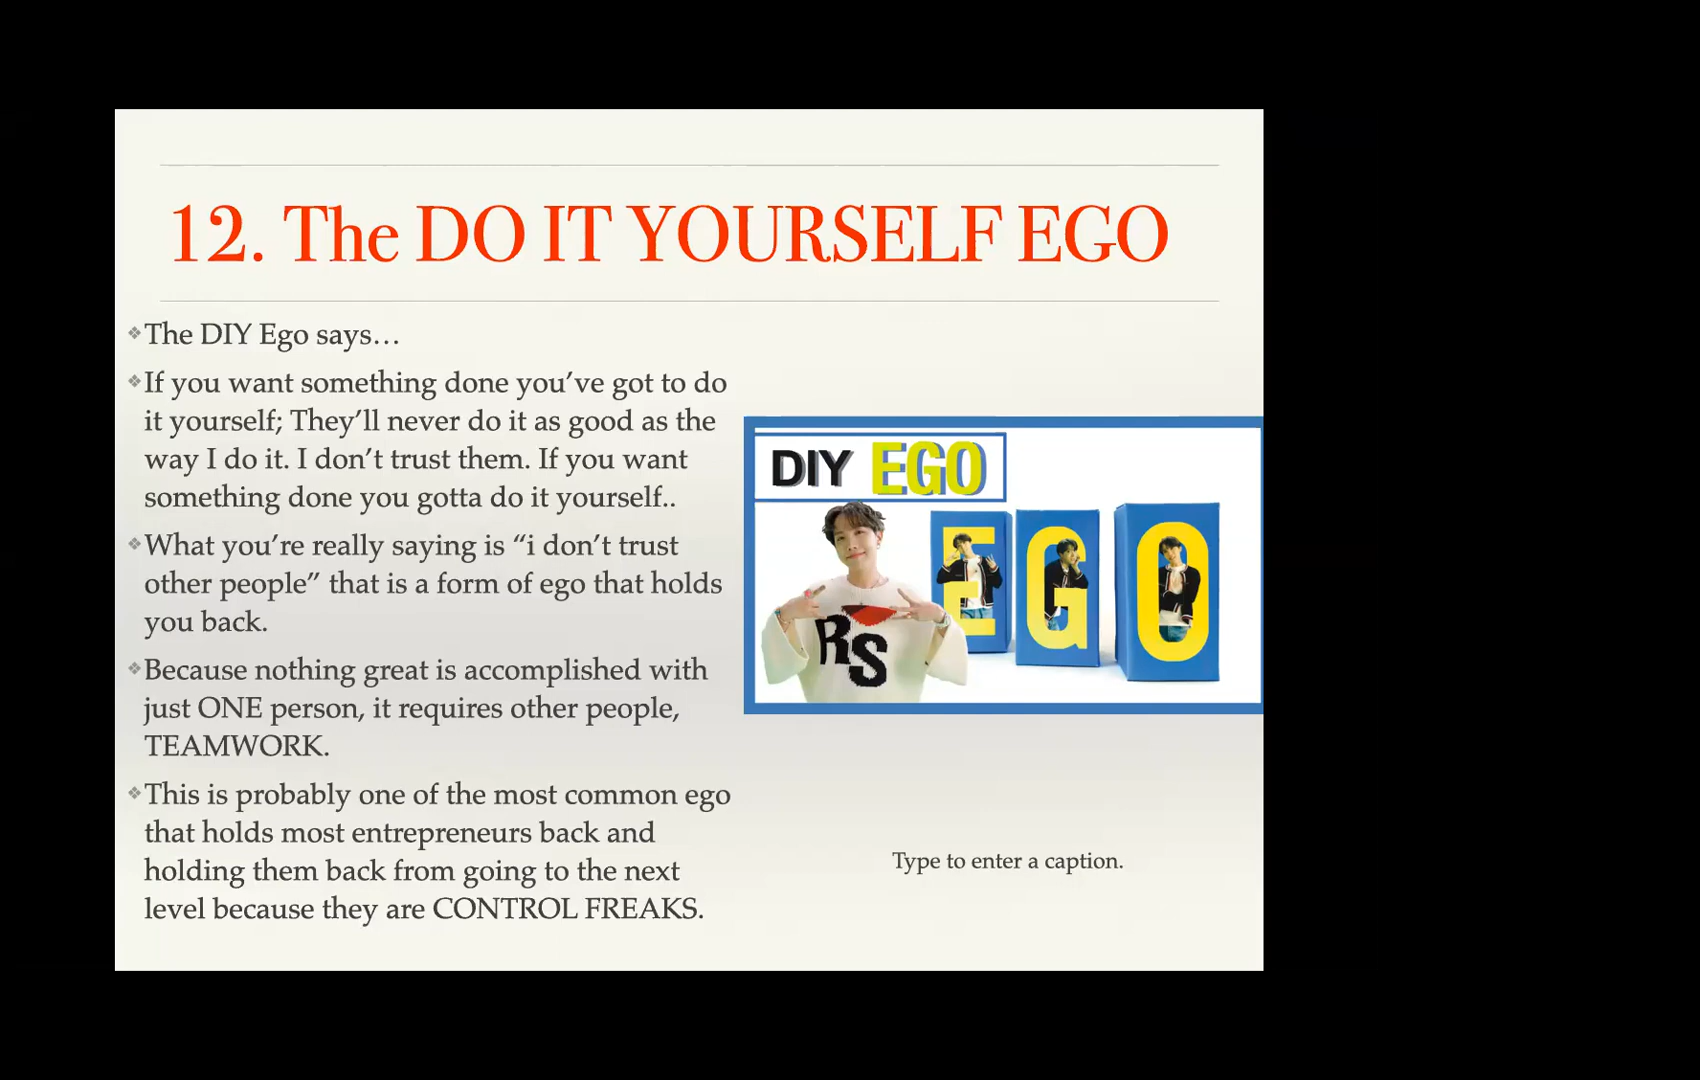 12. The DO IT YOURSELF EGO
The DIY Ego says…
If you want something done you’ve got to do
it yourself; They’ll never do it as good as the
way I do it. I don’t trust them. If you want
something done you gotta do it yourself..
What you’re really saying is “i don’t trust
other people” that is a form of ego that holds
you back.
Because nothing great is accomplished with
just ONE person, it requires other people,
TEAMWORK.
This is probably one of the most common ego
that holds most entrepreneurs back and
holding them back from going to the next
level because they are CONTROL FREAKS.
DIY EGO
EGO
RS
Type to enter a caption.